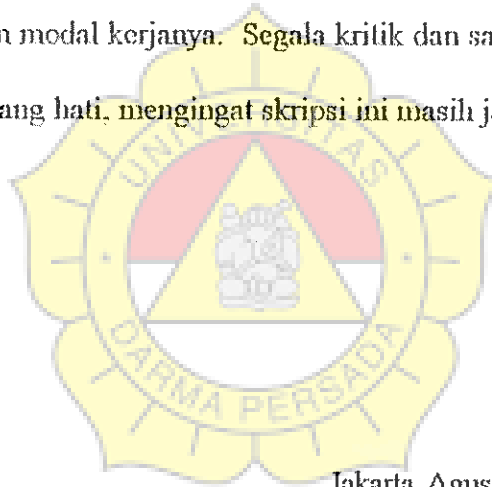 n modal kerjanya. Segala kritik dan sa
ang hati, mengingat skripsi ini masih j
UNIVERSITAS
DARMA PERSADA
Jakarta, Agus